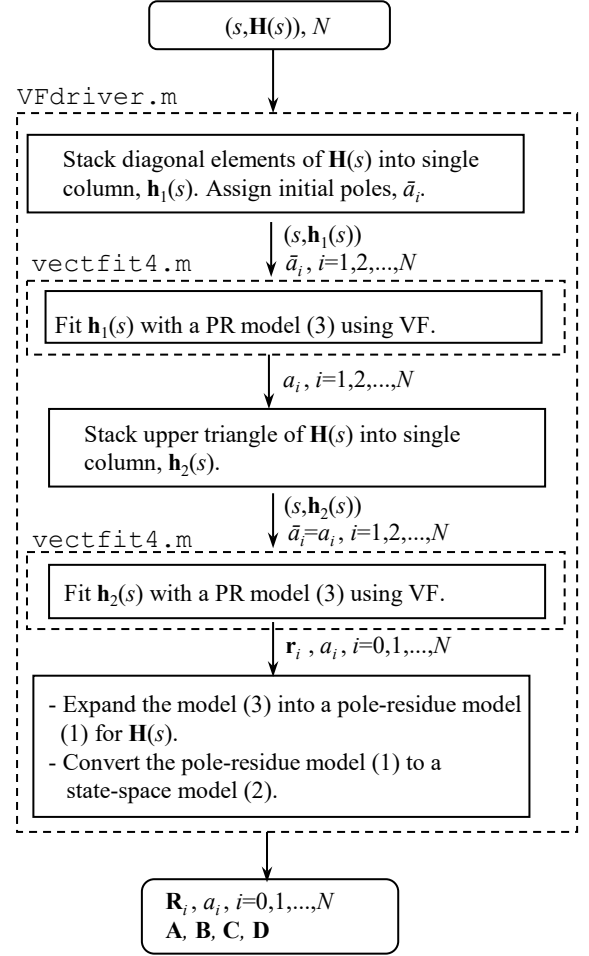 (s,H(s)), N
VFdriver.m
Stack diagonal elements of H(s) into single
column, h₁(s). Assign initial poles, āᵢ.
(s,h₁(s))
āᵢ, i=1,2,...,N
vectfit4.m
Fit h₁(s) with a PR model (3) using VF.
aᵢ, i=1,2,...,N
Stack upper triangle of H(s) into single
column, h₂(s).
(s,h₂(s))
āᵢ=aᵢ, i=1,2,...,N
vectfit4.m
Fit h₂(s) with a PR model (3) using VF.
rᵢ, aᵢ, i=0,1,...,N
- Expand the model (3) into a pole-residue model
(1) for H(s).
- Convert the pole-residue model (1) to a
state-space model (2).
Rᵢ, aᵢ, i=0,1,...,N
A, B, C, D